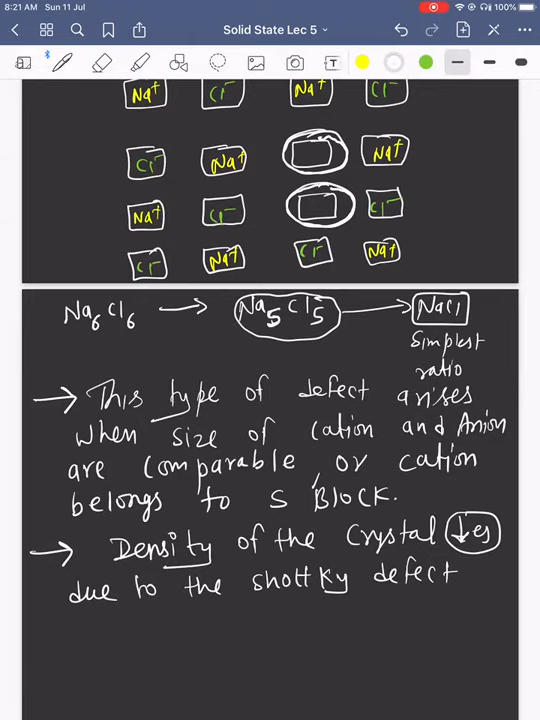 8:21 AM Sun 11 Jul
100%
Solid State Lec 5
Na+ Cl- Na+ Cl-
Cl- Na+ Na+
Na+ Cl- Cl-
Cl- Na+ Cl- Na+
Na6Cl6 → Na5Cl5 → NaCl
Simplest
ratio
→ This type of defect arises
when size of cation and Anion
are comparable, or cation
belongs to S Block.
→ Density of the Crystal ↓es
due to the shottky defect